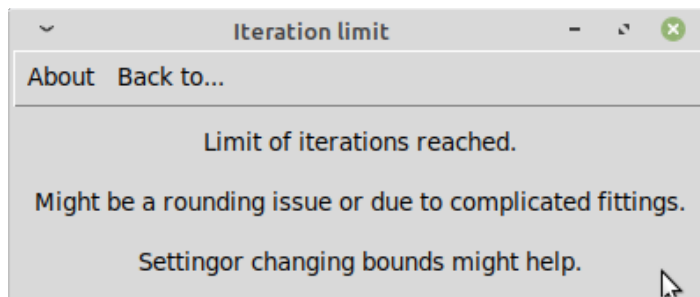 Iteration limit
About Back to...
Limit of iterations reached.
Might be a rounding issue or due to complicated fittings.
Settingor changing bounds might help.